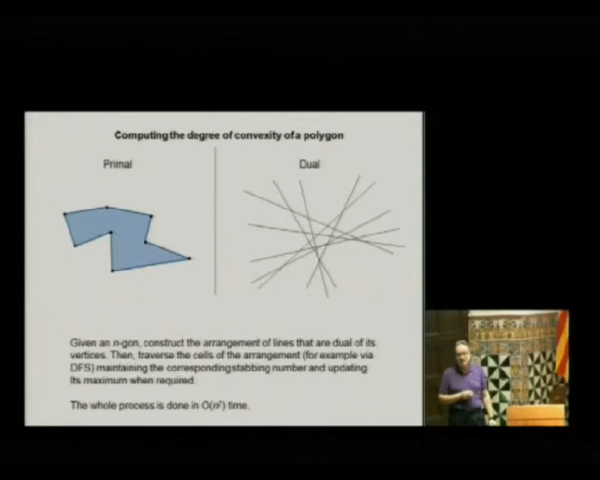 Computing the degree of convexity of a polygon
Primal
Dual
Given an n-gon, construct the arrangement of lines that are dual of its
vertices. Then, traverse the cells of the arrangement (for example via
DFS) maintaining the corresponding stabbing number and updating
its maximum when required.
The whole process is done in O(n²) time.